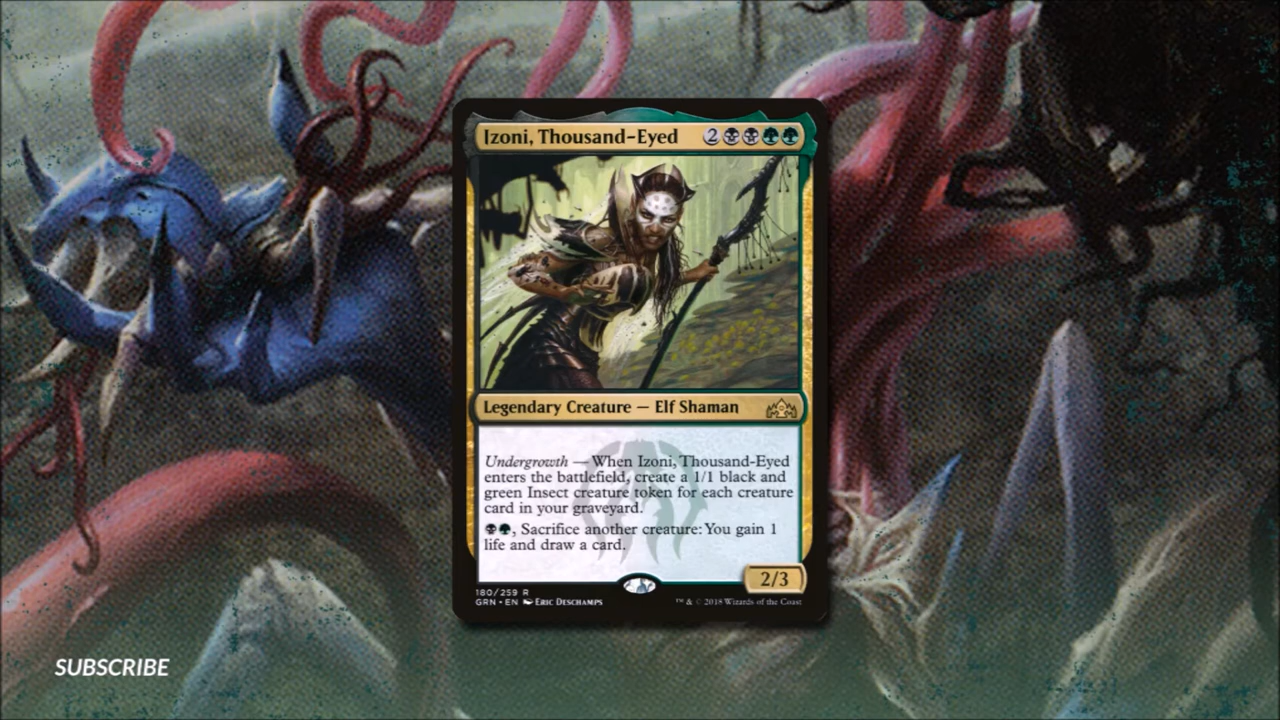 Izoni, Thousand-Eyed 2
Legendary Creature — Elf Shaman
Undergrowth — When Izoni, Thousand-Eyed
enters the battlefield, create a 1/1 black and
green Insect creature token for each creature
card in your graveyard.
, Sacrifice another creature: You gain 1
life and draw a card.
2/3
180/259 R
GRN • EN Eric Deschamps
™ & © 2018 Wizards of the Coast
SUBSCRIBE